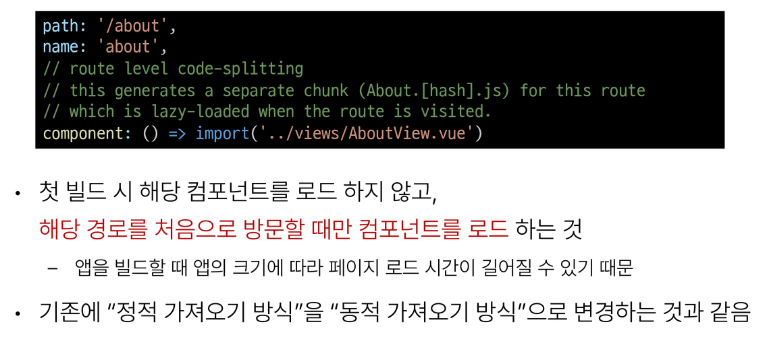 path: '/about',
name: 'about',
// route level code-splitting
// this generates a separate chunk (About.[hash].js) for this route
// which is lazy-loaded when the route is visited.
component: () => import('../views/AboutView.vue')
• 첫 빌드 시 해당 컴포넌트를 로드 하지 않고,
해당 경로를 처음으로 방문할 때만 컴포넌트를 로드 하는 것
– 앱을 빌드할 때 앱의 크기에 따라 페이지 로드 시간이 길어질 수 있기 때문
• 기존에 "정적 가져오기 방식"을 "동적 가져오기 방식"으로 변경하는 것과 같음